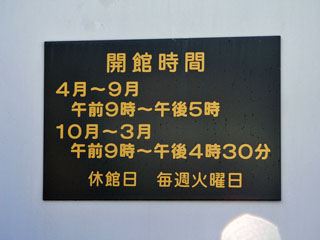 開館時間
4月～9月
午前9時～午後5時
10月～3月
午前9時～午後4時30分
休館日 毎週火曜日